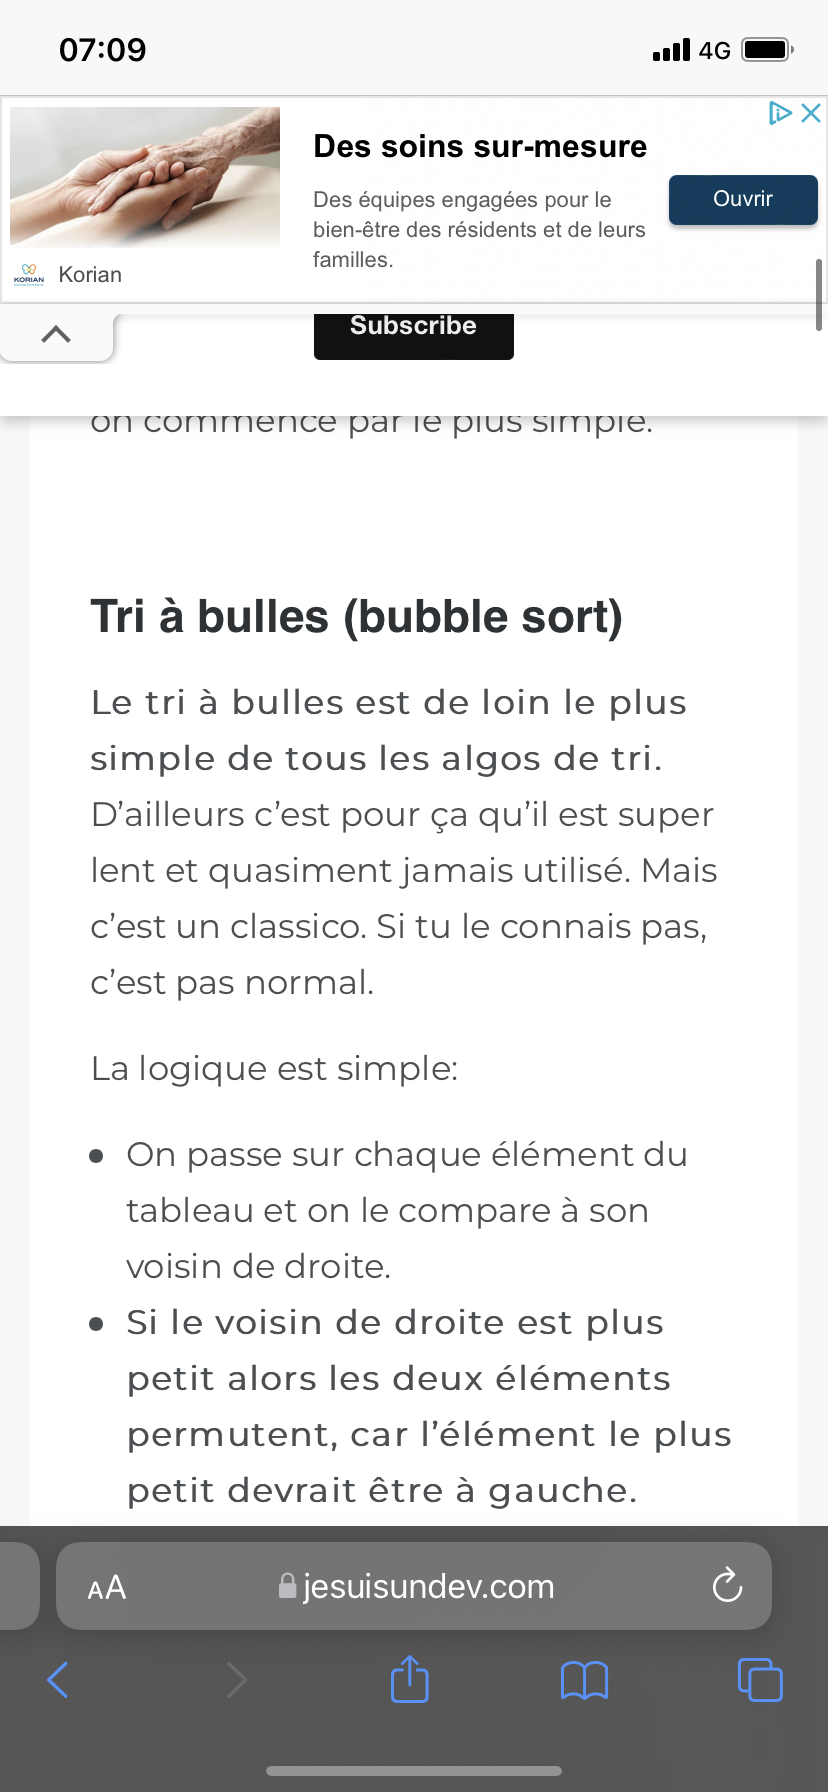 07:09
4G
Des soins sur-mesure
Des équipes engagées pour le
bien-être des résidents et de leurs
familles.
Ouvrir
KORIAN
Korian
Subscribe
on commence par le plus simple.
Tri à bulles (bubble sort)
Le tri à bulles est de loin le plus
simple de tous les algos de tri.
D’ailleurs c’est pour ça qu’il est super
lent et quasiment jamais utilisé. Mais
c’est un classico. Si tu le connais pas,
c’est pas normal.
La logique est simple:
On passe sur chaque élément du
tableau et on le compare à son
voisin de droite.
Si le voisin de droite est plus
petit alors les deux éléments
permutent, car l’élément le plus
petit devrait être à gauche.
AA
jesuisundev.com